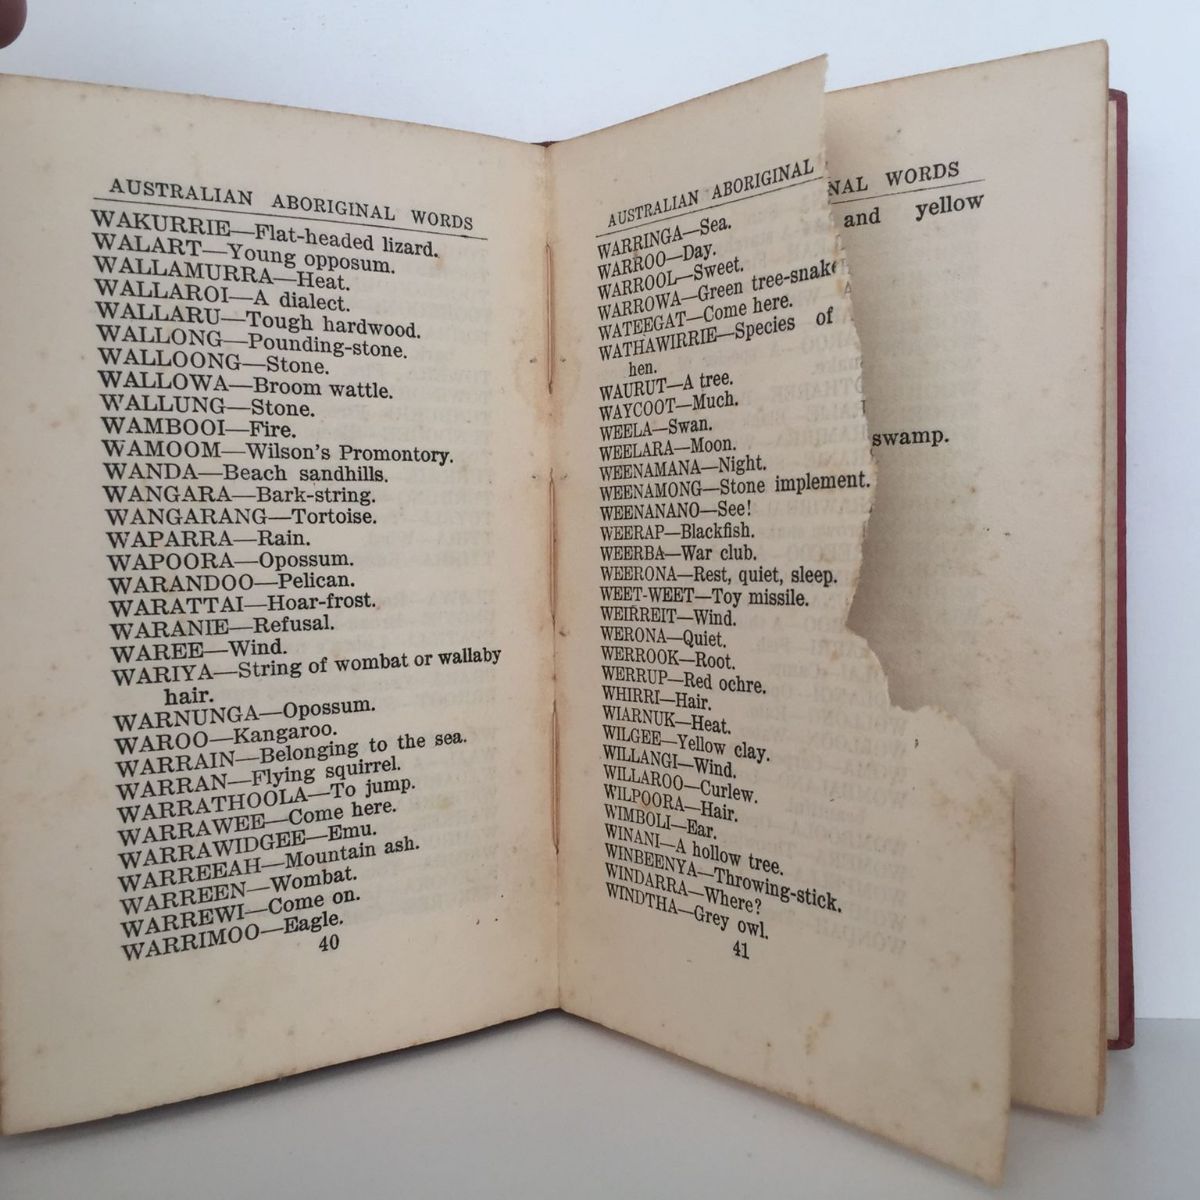 AUSTRALIAN ABORIGINAL WORDS
WAKURRIE—Flat-headed lizard.
WALART—Young opposum.
WALLAMURRA—Heat.
WALLAROI—A dialect.
WALLARU—Tough hardwood.
WALLONG—Pounding-stone.
WALLOONG—Stone.
WALLOWA—Broom wattle.
WALLUNG—Stone.
WAMBOOI—Fire.
WAMOOM—Wilson's Promontory.
WANDA—Beach sandhills.
WANGARA—Bark-string.
WANGARANG—Tortoise.
WAPARRA—Rain.
WAPOORA—Opossum.
WARANDOO—Pelican.
WARATTAI—Hoar-frost.
WARANIE—Refusal.
WAREE—Wind.
WARIYA—String of wombat or wallaby
hair.
WARNUNGA—Opossum.
WAROO—Kangaroo.
WARRAIN—Belonging to the sea.
WARRAN—Flying squirrel.
WARRATHOOLA—To jump.
WARRAWEE—Come here.
WARRAWIDGEE—Emu.
WARREEAH—Mountain ash.
WARREEN—Wombat.
WARREWI—Come on.
WARRIMOO—Eagle.
40
AUSTRALIAN ABORIGINAL
WARRINGA—Sea.
WARROO—Day.
WARROOL—Sweet.
WARROWA—Green tree-snake
WATEEGAT—Come here.
WATHAWIRRIE—Species of
hen.
WAURUT—A tree.
WAYCOOT—Much.
WEELA—Swan.
WEELARA—Moon.
WEENAMANA—Night.
WEENAMONG—Stone implement.
WEENANANO—See!
WEERAP—Blackfish.
WEERBA—War club.
WEERONA—Rest, quiet, sleep.
WEET-WEET—Toy missile.
WEIRREIT—Wind.
WERONA—Quiet.
WERROOK—Root.
WERRUP—Red ochre.
WHIRRI—Hair.
WIARNUK—Heat.
WILGEE—Yellow clay.
WILLANGI—Wind.
WILLAROO—Curlew.
WILPOORA—Hair.
WIMBOLI—Ear.
WINANI—A hollow tree.
WINBEENYA—Throwing-stick.
WINDARRA—Where?
WINDTHA—Grey owl.
41
NAL WORDS
and yellow
swamp.